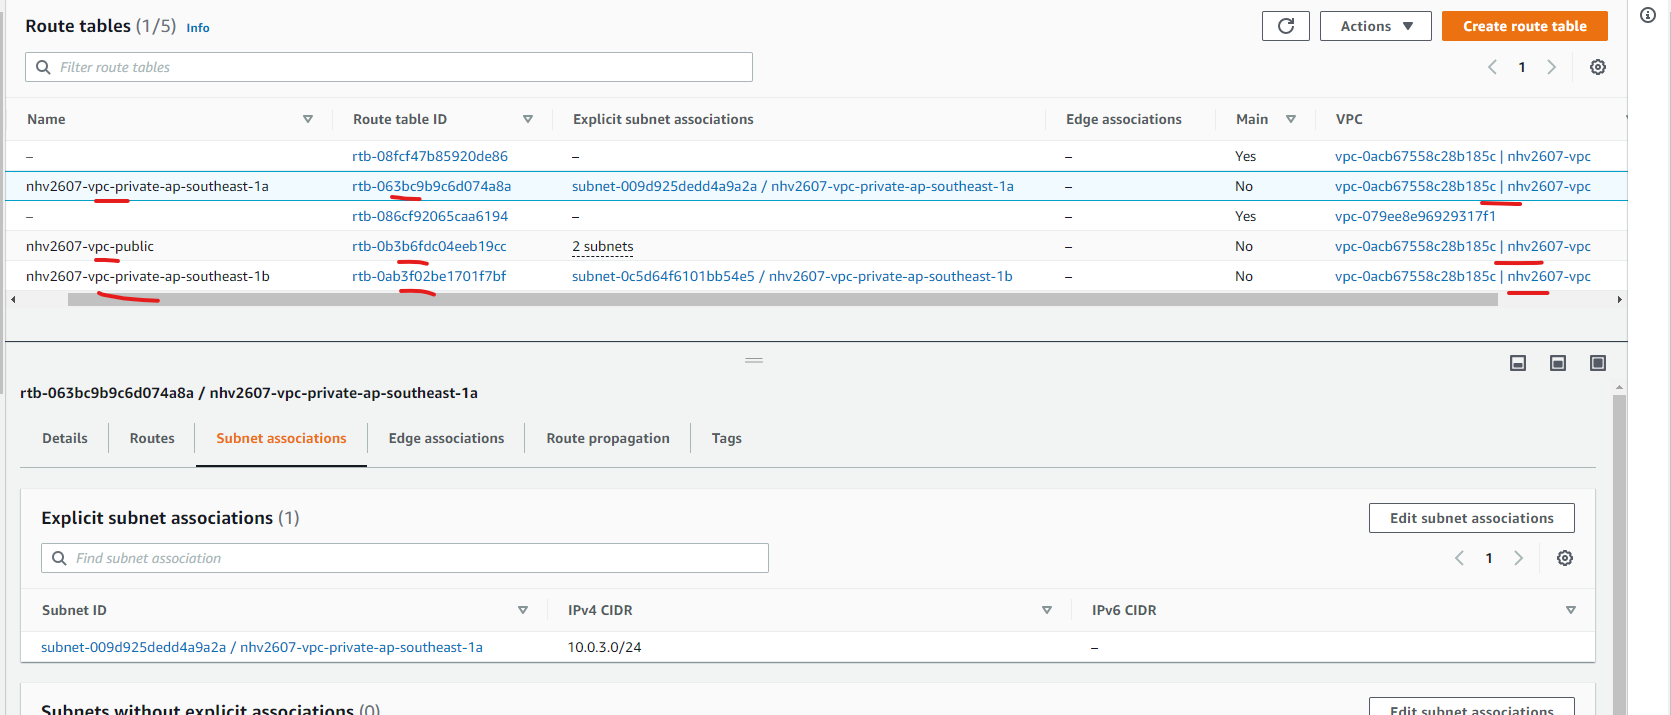 Route tables (1/5) Info
Actions ▼ Create route table
Filter route tables
1
Name Route table ID Explicit subnet associations Edge associations Main VPC
– rtb-08fcf47b85920de86 – – Yes vpc-0acb67558c28b185c | nhv2607-vpc
nhv2607-vpc-private-ap-southeast-1a rtb-063bc9b9c6d074a8a subnet-009d925dedd4a9a2a / nhv2607-vpc-private-ap-southeast-1a – No vpc-0acb67558c28b185c | nhv2607-vpc
– rtb-086cf92065caa6194 – – Yes vpc-079ee8e96929317f1
nhv2607-vpc-public rtb-0b3b6fdc04eeb19cc 2 subnets – No vpc-0acb67558c28b185c | nhv2607-vpc
nhv2607-vpc-private-ap-southeast-1b rtb-0ab3f02be1701f7bf subnet-0c5d64f6101bb54e5 / nhv2607-vpc-private-ap-southeast-1b – No vpc-0acb67558c28b185c | nhv2607-vpc
rtb-063bc9b9c6d074a8a / nhv2607-vpc-private-ap-southeast-1a
Details Routes Subnet associations Edge associations Route propagation Tags
Explicit subnet associations (1) Edit subnet associations
Find subnet association
1
Subnet ID IPv4 CIDR IPv6 CIDR
subnet-009d925dedd4a9a2a / nhv2607-vpc-private-ap-southeast-1a 10.0.3.0/24 –
Subnets without explicit associations (0) Edit subnet associations